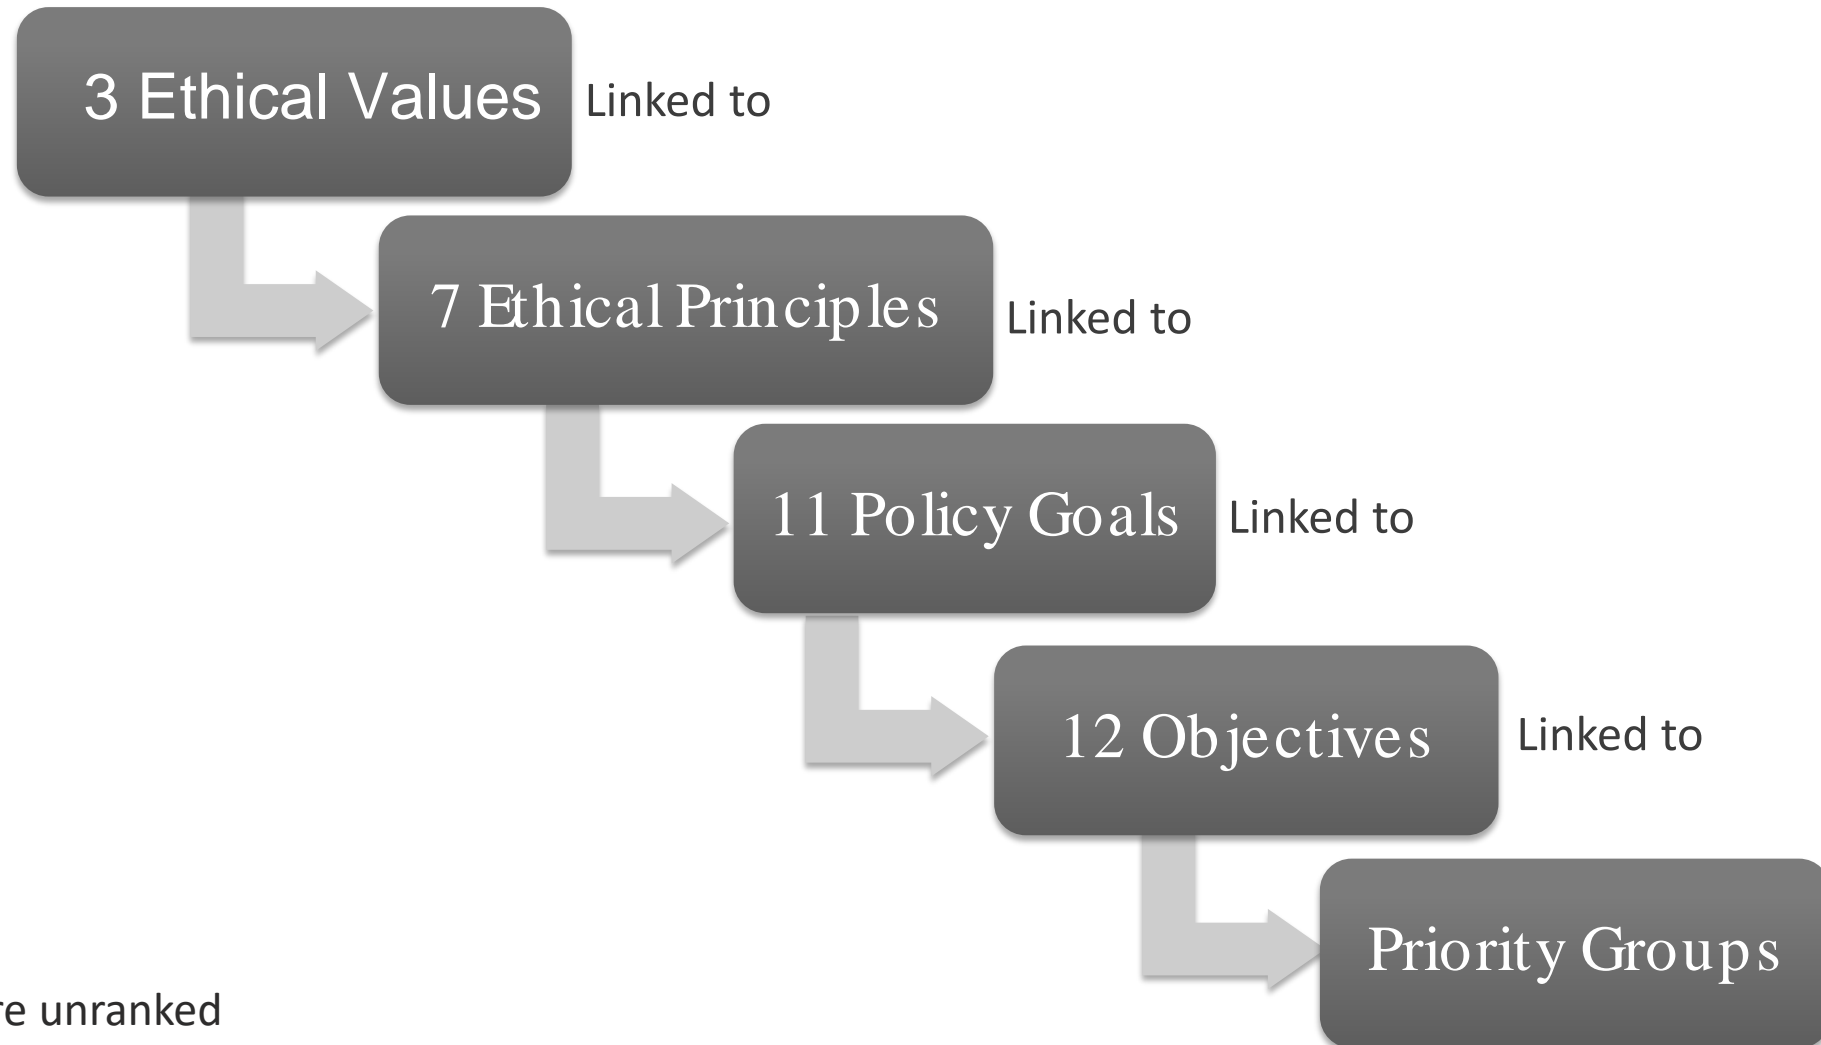 3 Ethical Values
Linked to
7 Ethical Principles
Linked to
11 Policy Goals
Linked to
12 Objectives
Linked to
Priority Groups
unranked